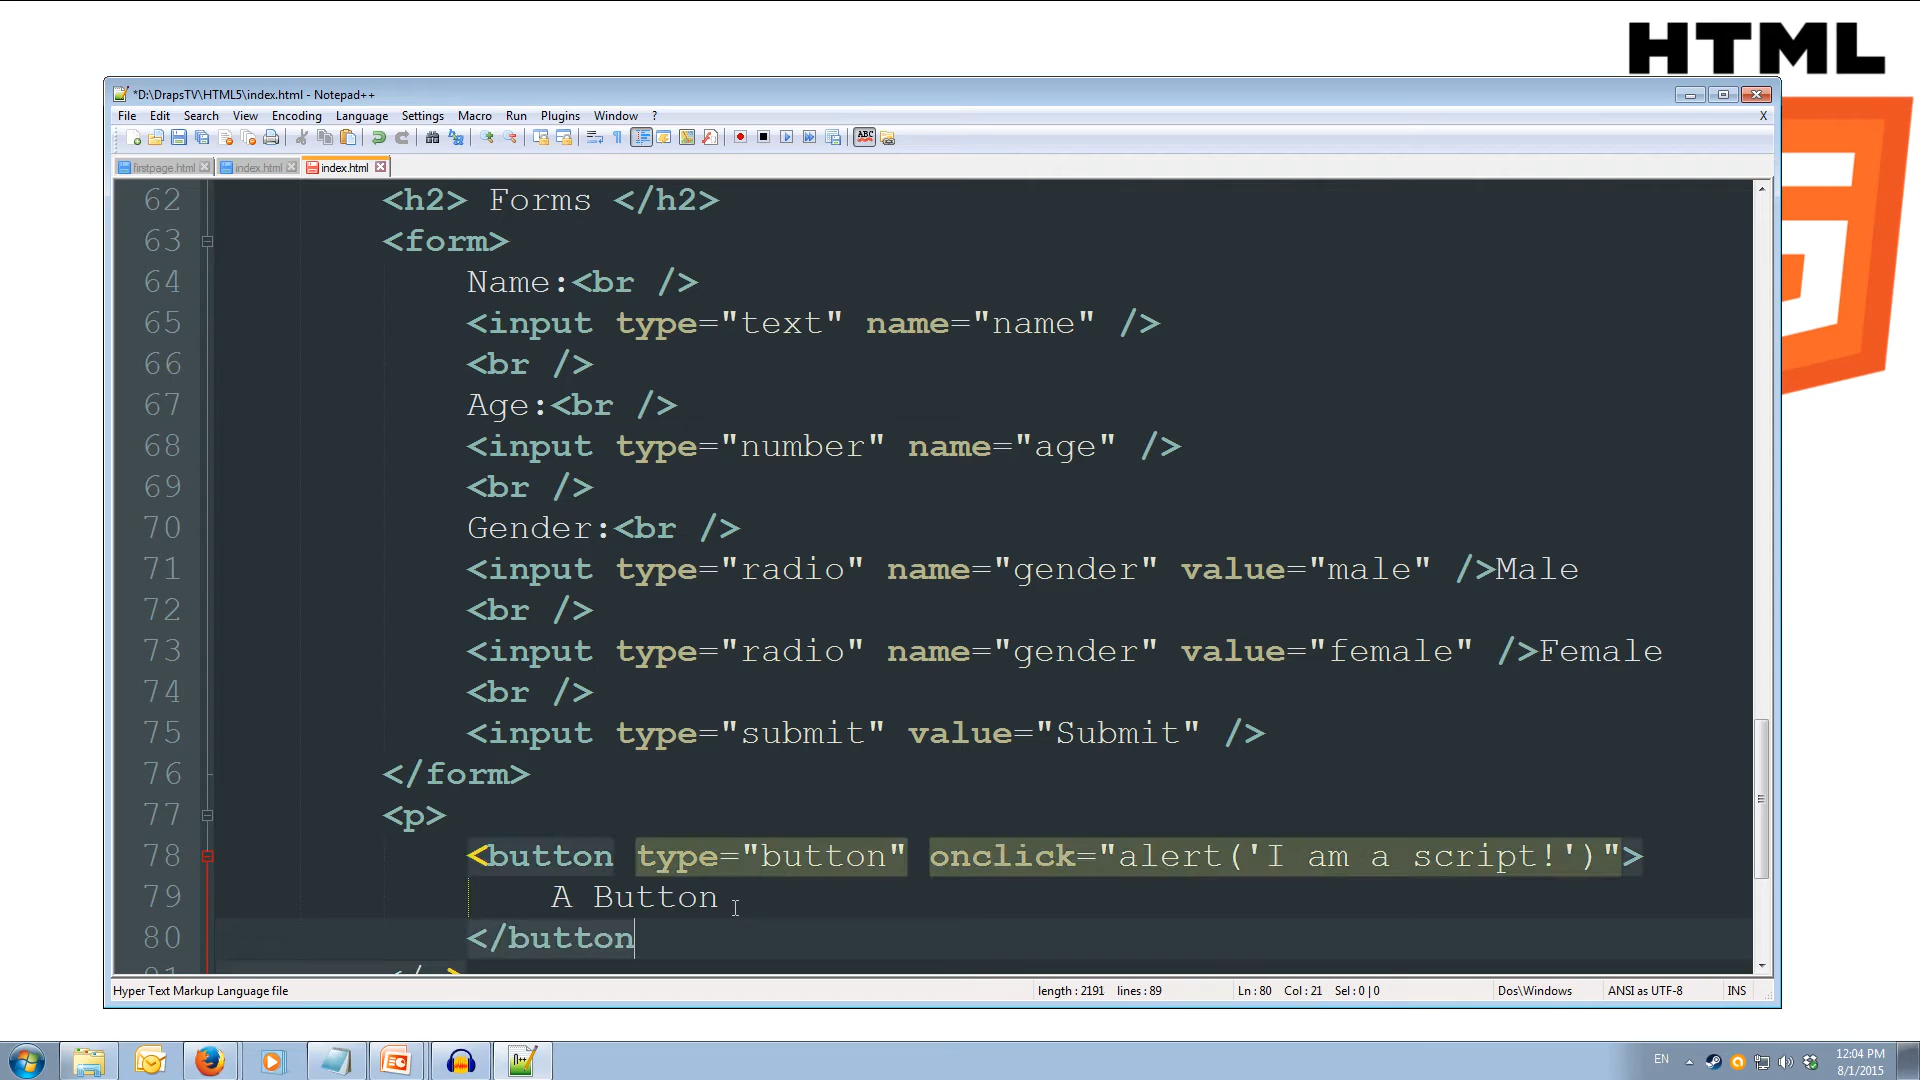 HTML
*D:\DrapsTV\HTML5\index.html - Notepad++
File Edit Search View Encoding Language Settings Macro Run Plugins Window ? X
ABC
firstpage.html index.html index.html
62 <h2> Forms </h2>
63 <form>
64 Name:<br />
65 <input type="text" name="name" />
66 <br />
67 Age:<br />
68 <input type="number" name="age" />
69 <br />
70 Gender:<br />
71 <input type="radio" name="gender" value="male" />Male
72 <br />
73 <input type="radio" name="gender" value="female" />Female
74 <br />
75 <input type="submit" value="Submit" />
76 </form>
77 <p>
78 <button type="button" onclick="alert('I am a script!')">
79 A Button
80 </button
Hyper Text Markup Language file length : 2191 lines : 89 Ln : 80 Col : 21 Sel : 0 | 0 Dos\Windows ANSI as UTF-8 INS
EN 12:04 PM
8/1/2015